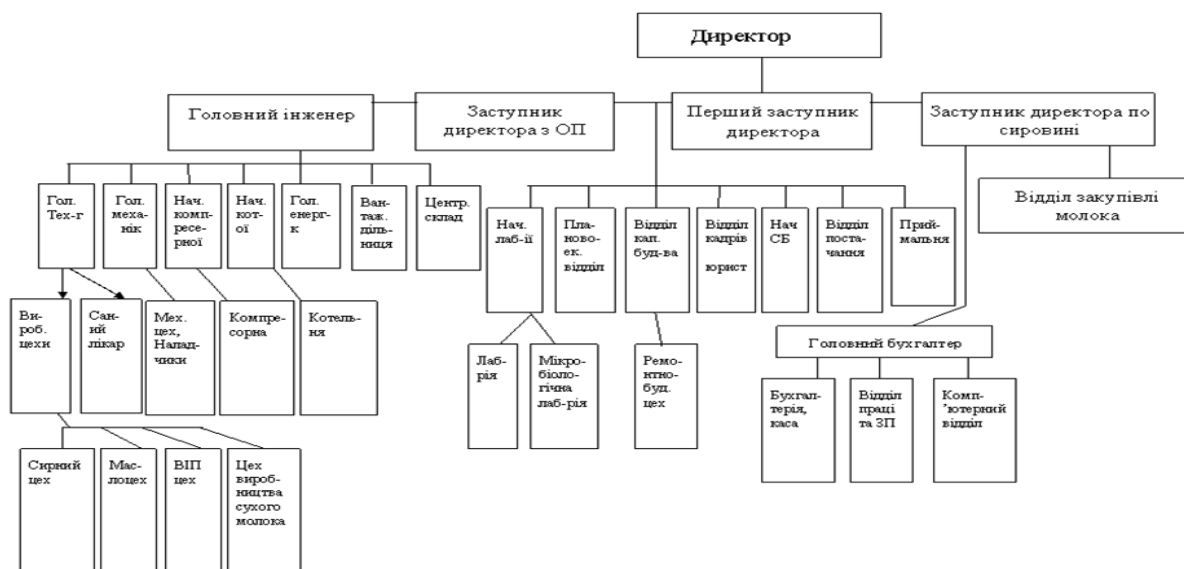 Директор
Головний інженер
Заступник
директора з ОП
Перший заступник
директора
Заступник директора по
сировині
Відділ закупівлі
молока
Гол.
Тех-г
Гол.
меха-
нік
Нач.
комп-
ресе-
рної
Нач.
кот-
ої
Гол.
енерг-
к
Ван-
таж.
діль-
ниця
Центр.
склад
Нач.
лаб-ії
Пла-
ново-
ек.
відділ
Відділ
кап.
буд-ва
Відділ
кадрів
юрист
Нач
СБ
Відділ
поста-
чання
Прий-
мальня
Ви-
роб.
цехи
Сан-
ний
лікар
Мех.
цех,
Налад-
чики
Компре-
сорна
Котель-
ня
Лаб-
рія
Мікро-
біоло-
гічна
лаб-рія
Ремо-
нтно-
буд.
цех
Головний бухгалтер
Бухгал-
терія,
каса
Відділ
праці
та ЗП
Комп-
’ютерний
відділ
Сирний
цех
Мас-
лоцех
ВІП
цех
Цех
вироб-
ництва
сухого
молока